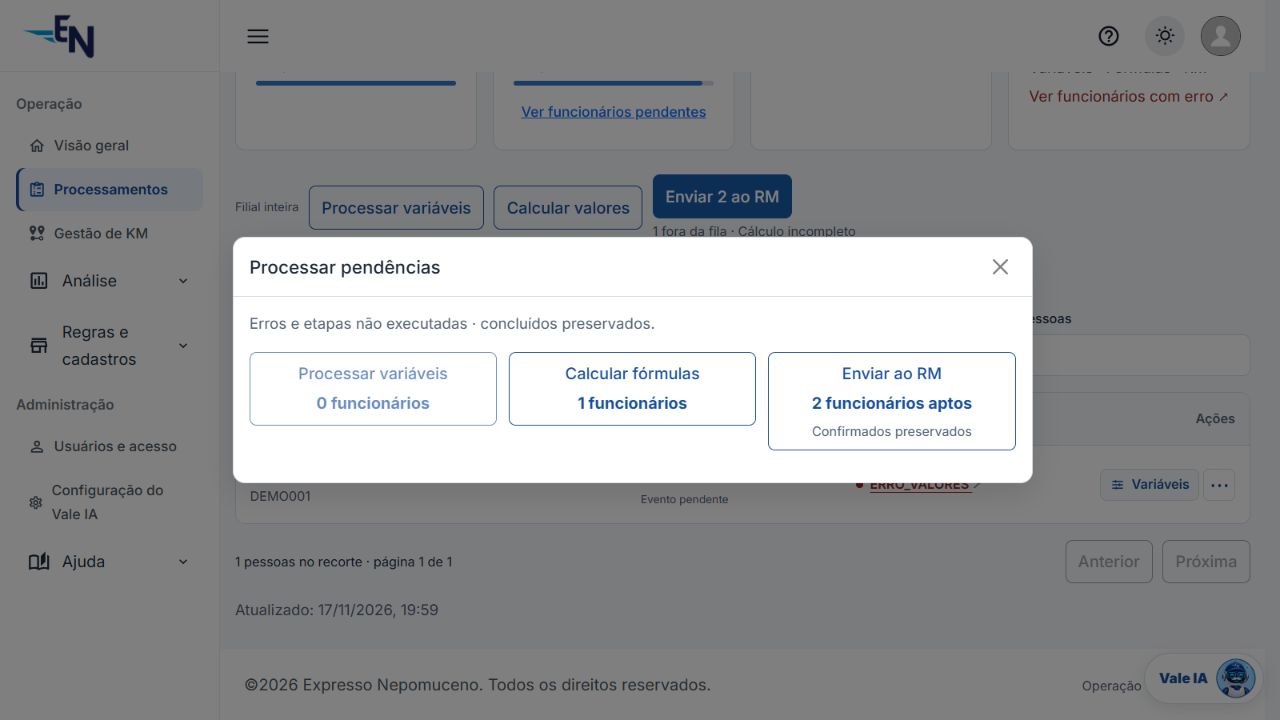 EN
Operação
Visão geral
Processamentos
Gestão de KM
Análise
Regras e
cadastros
Administração
Usuários e acesso
Configuração do
Vale IA
Ajuda
Ver funcionários pendentes
Ver funcionários com erro ↗
Filial inteira
Processar variáveis
Calcular valores
Enviar 2 ao RM
1 fora da fila · Cálculo incompleto
Processar pendências
Erros e etapas não executadas · concluídos preservados.
Processar variáveis
0 funcionários
Calcular fórmulas
1 funcionários
Enviar ao RM
2 funcionários aptos
Confirmados preservados
Ações
DEMO001
Evento pendente
ERRO_VALORES
Variáveis
1 pessoas no recorte · página 1 de 1
Anterior
Próxima
Atualizado: 17/11/2026, 19:59
©2026 Expresso Nepomuceno. Todos os direitos reservados.
Operação
Vale IA